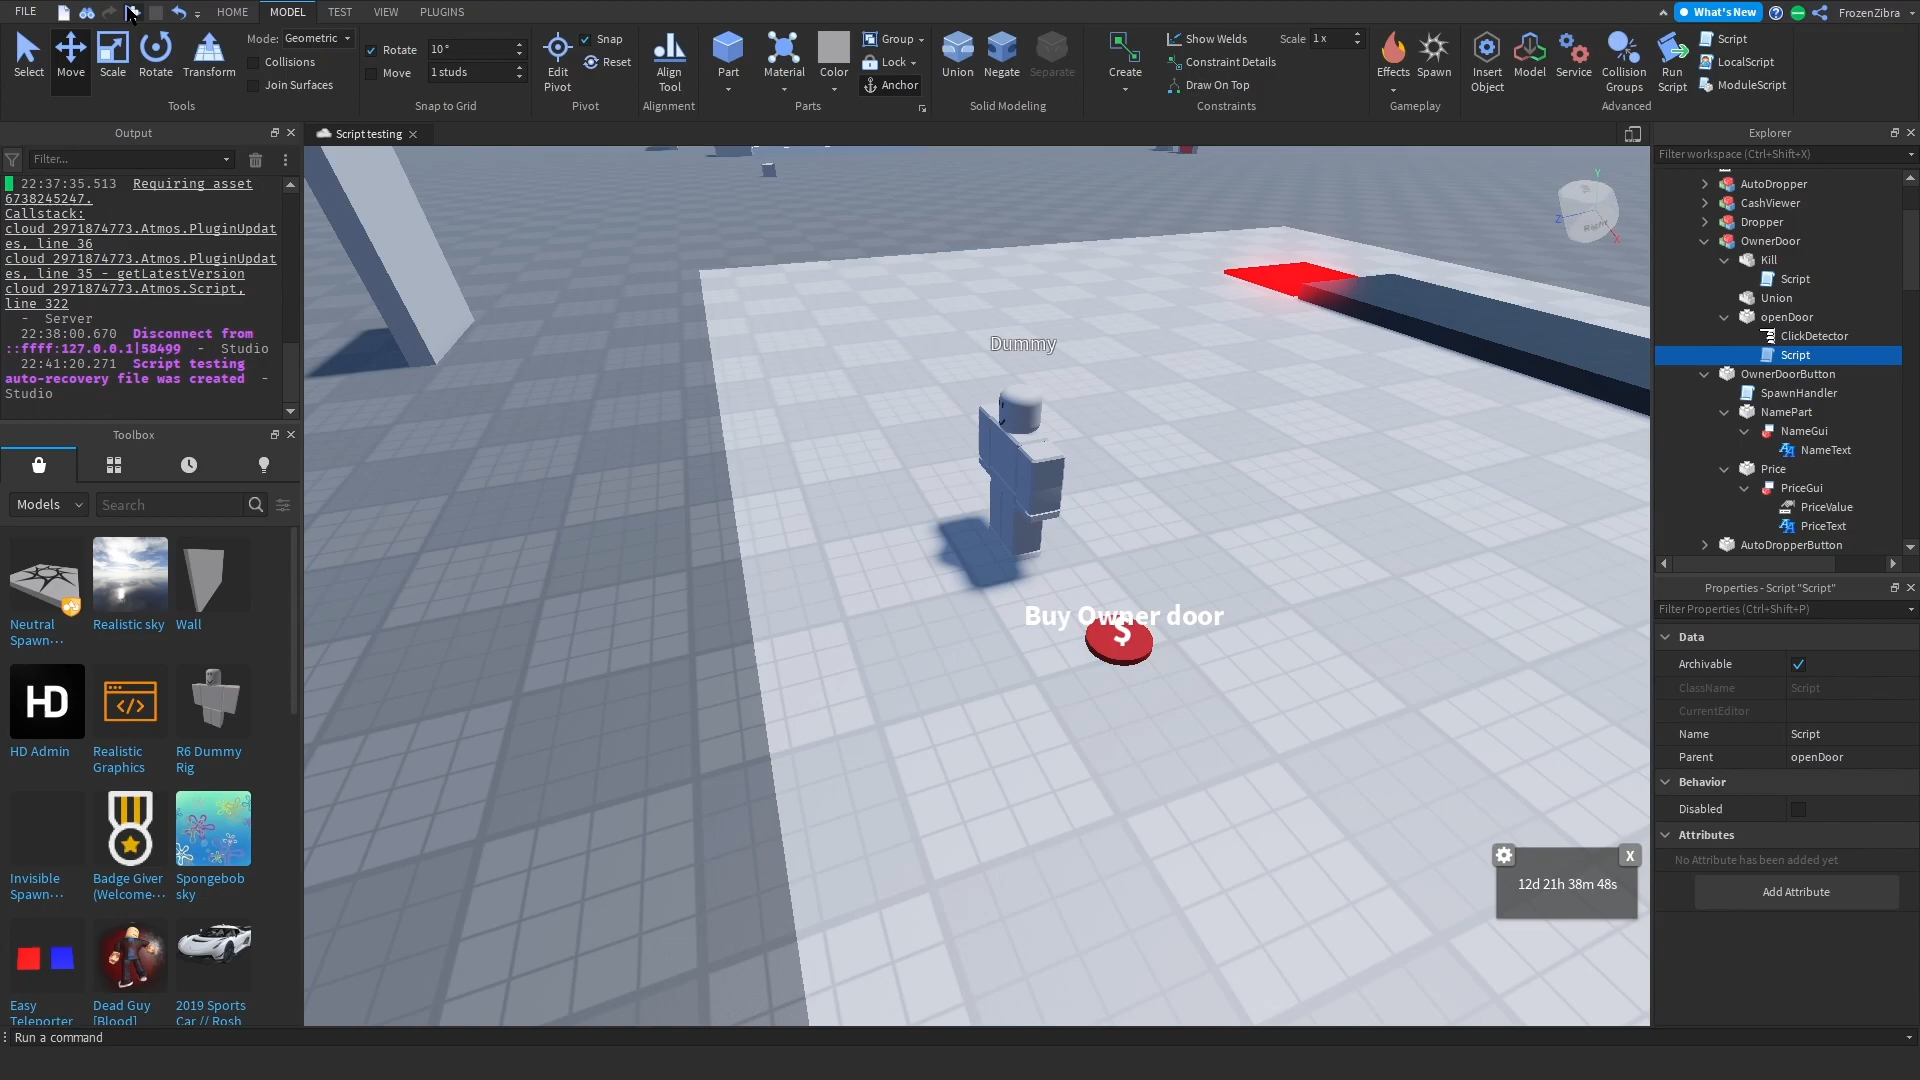 FILE
HOME
MODEL
TEST
VIEW
PLUGINS
What's New
FrozenZibra
Select
Move
Scale
Rotate
Transform
Mode: Geometric
Collisions
Join Surfaces
Tools
Rotate 10 °
Move 1 studs
Snap to Grid
Edit
Pivot
Snap
Reset
Pivot
Align
Tool
Alignment
Part
Material
Color
Group
Lock
Anchor
Parts
Union
Negate
Separate
Solid Modeling
Create
Show Welds
Constraint Details
Draw On Top
Scale 1 x
Constraints
Effects
Spawn
Gameplay
Insert
Object
Model
Service
Collision
Groups
Run
Script
Script
LocalScript
ModuleScript
Advanced
Output
Filter...
22:37:35.513 Requiring asset
6738245247.
Callstack:
cloud_2971874773.Atmos.PluginUpdat
es, line 36
cloud_2971874773.Atmos.PluginUpdat
es, line 35 - getLatestVersion
cloud_2971874773.Atmos.Script,
line 322
- Server
22:38:00.670 Disconnect from
::ffff:127.0.0.1|58499 - Studio
22:41:20.271 Script testing
auto-recovery file was created -
Studio
Toolbox
Models
Search
Neutral
Spawn···
Realistic sky
Wall
HD
HD Admin
Realistic
Graphics
R6 Dummy
Rig
Invisible
Spawn···
Badge Giver
(Welcome···
Spongebob
sky
Easy
Teleporter
Dead Guy
[Blood]
2019 Sports
Car // Rosh
Script testing
Dummy
Buy Owner door
$
Y
Z
X
Right
12d 21h 38m 48s
X
Explorer
Filter workspace (Ctrl+Shift+X)
AutoDropper
CashViewer
Dropper
OwnerDoor
Kill
Script
Union
openDoor
ClickDetector
Script
OwnerDoorButton
SpawnHandler
NamePart
NameGui
NameText
Price
PriceGui
PriceValue
PriceText
AutoDropperButton
Properties - Script "Script"
Filter Properties (Ctrl+Shift+P)
Data
Archivable
ClassName Script
CurrentEditor
Name Script
Parent openDoor
Behavior
Disabled
Attributes
No Attribute has been added yet
Add Attribute
Run a command